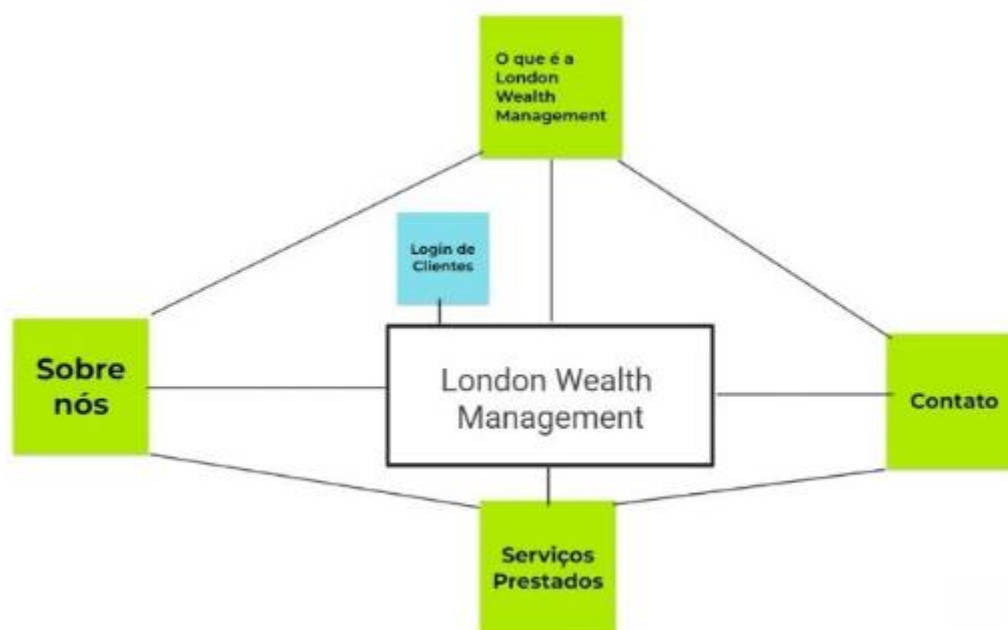 O que é a
London
Wealth
Management
Login de
Clientes
Sobre
nós
London Wealth
Management
Contato
Serviços
Prestados